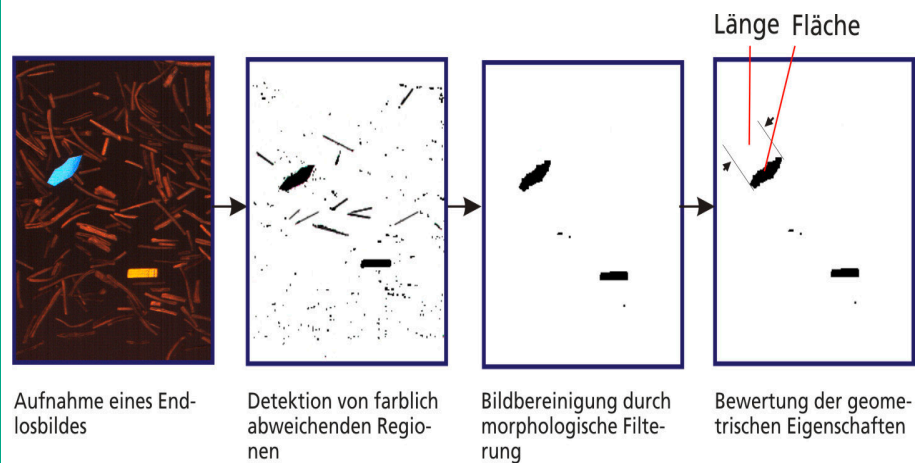 Länge Fläche
Aufnahme eines End-
losbildes
Detektion von farblich
abweichenden Regio-
nen
Bildbereinigung durch
morphologische Filte-
rung
Bewertung der geome-
trischen Eigenschaften